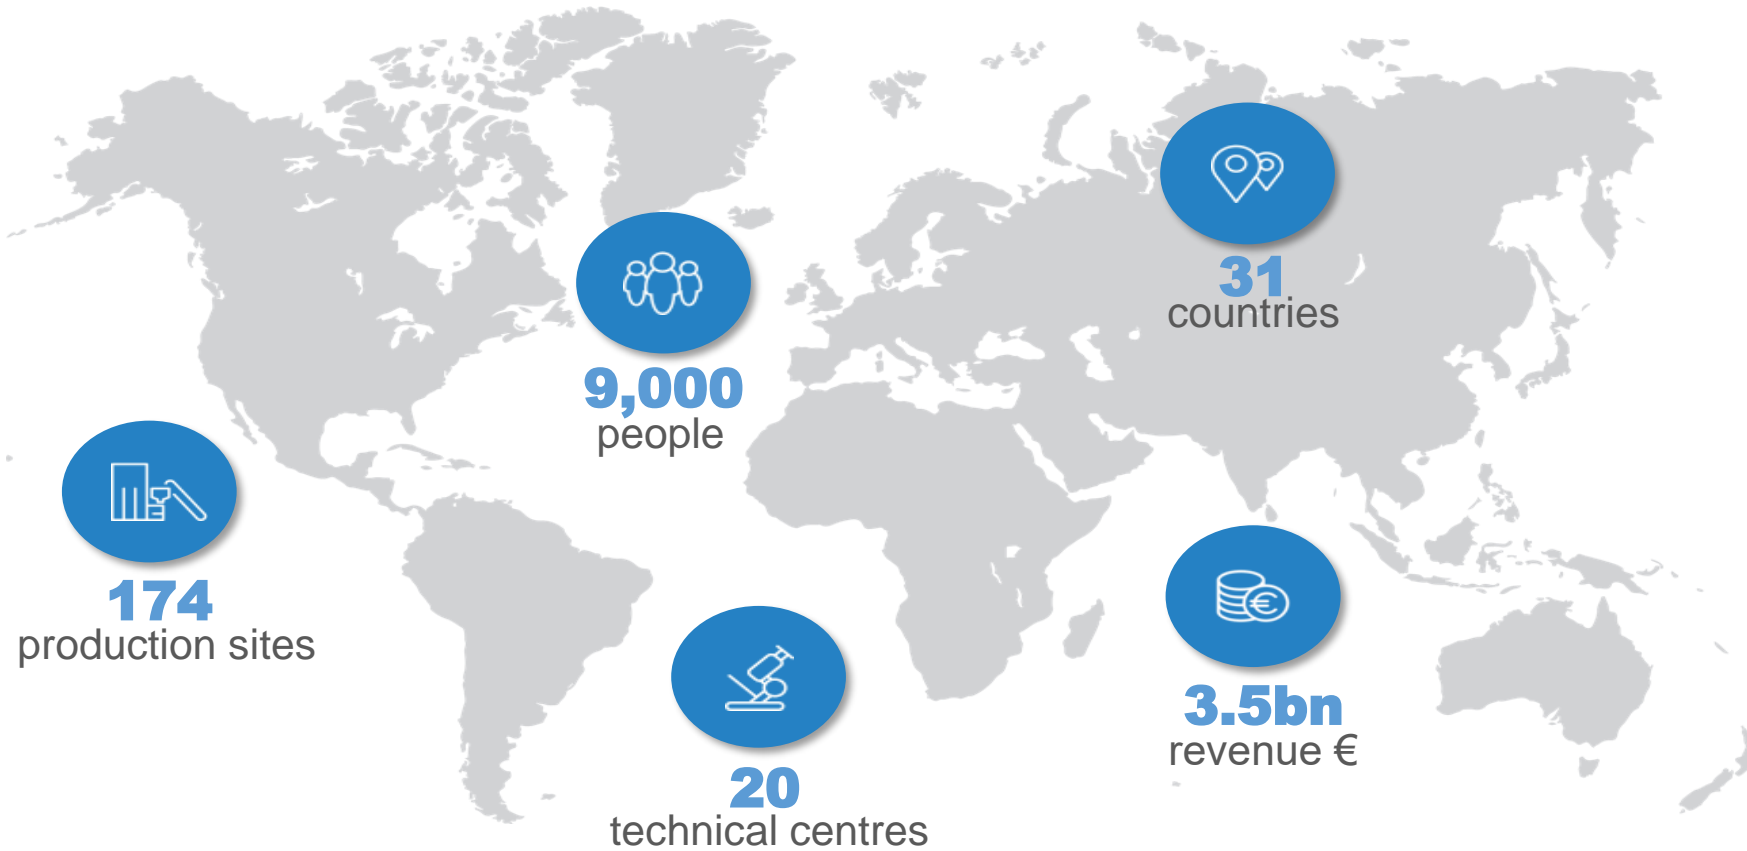 31
countries
9,000
people
174
production sites
3.5bn
revenue €
20
technical centres
€